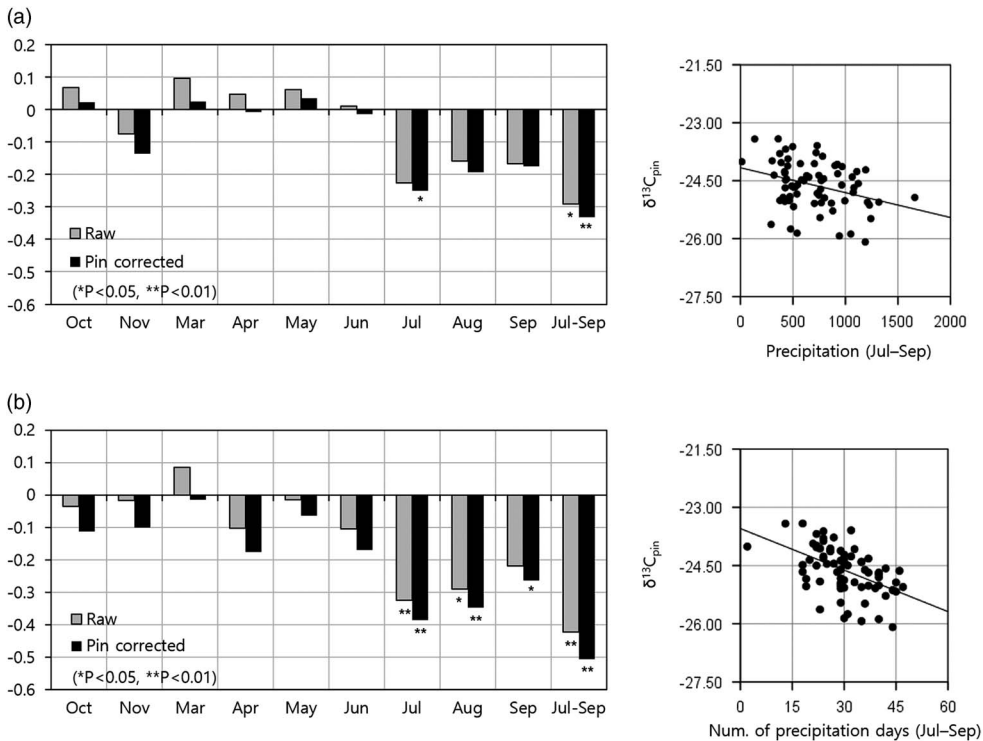 (a)
0.2
0.1
0
-0.1
-0.2
-0.3
-0.4
-0.5
-0.6
Raw
Pin corrected
(*P<0.05, **P<0.01)
*
*
**
Oct Nov Mar Apr May Jun Jul Aug Sep Jul-Sep
-21.50
-23.00
-24.50
-26.00
-27.50
δ¹³Cpin
0 500 1000 1500 2000
Precipitation (Jul–Sep)
(b)
0.2
0.1
0
-0.1
-0.2
-0.3
-0.4
-0.5
-0.6
Raw
Pin corrected
(*P<0.05, **P<0.01)
** ** * ** * ** **
Oct Nov Mar Apr May Jun Jul Aug Sep Jul-Sep
-21.50
-23.00
-24.50
-26.00
-27.50
δ¹³Cpin
0 15 30 45 60
Num. of precipitation days (Jul–Sep)